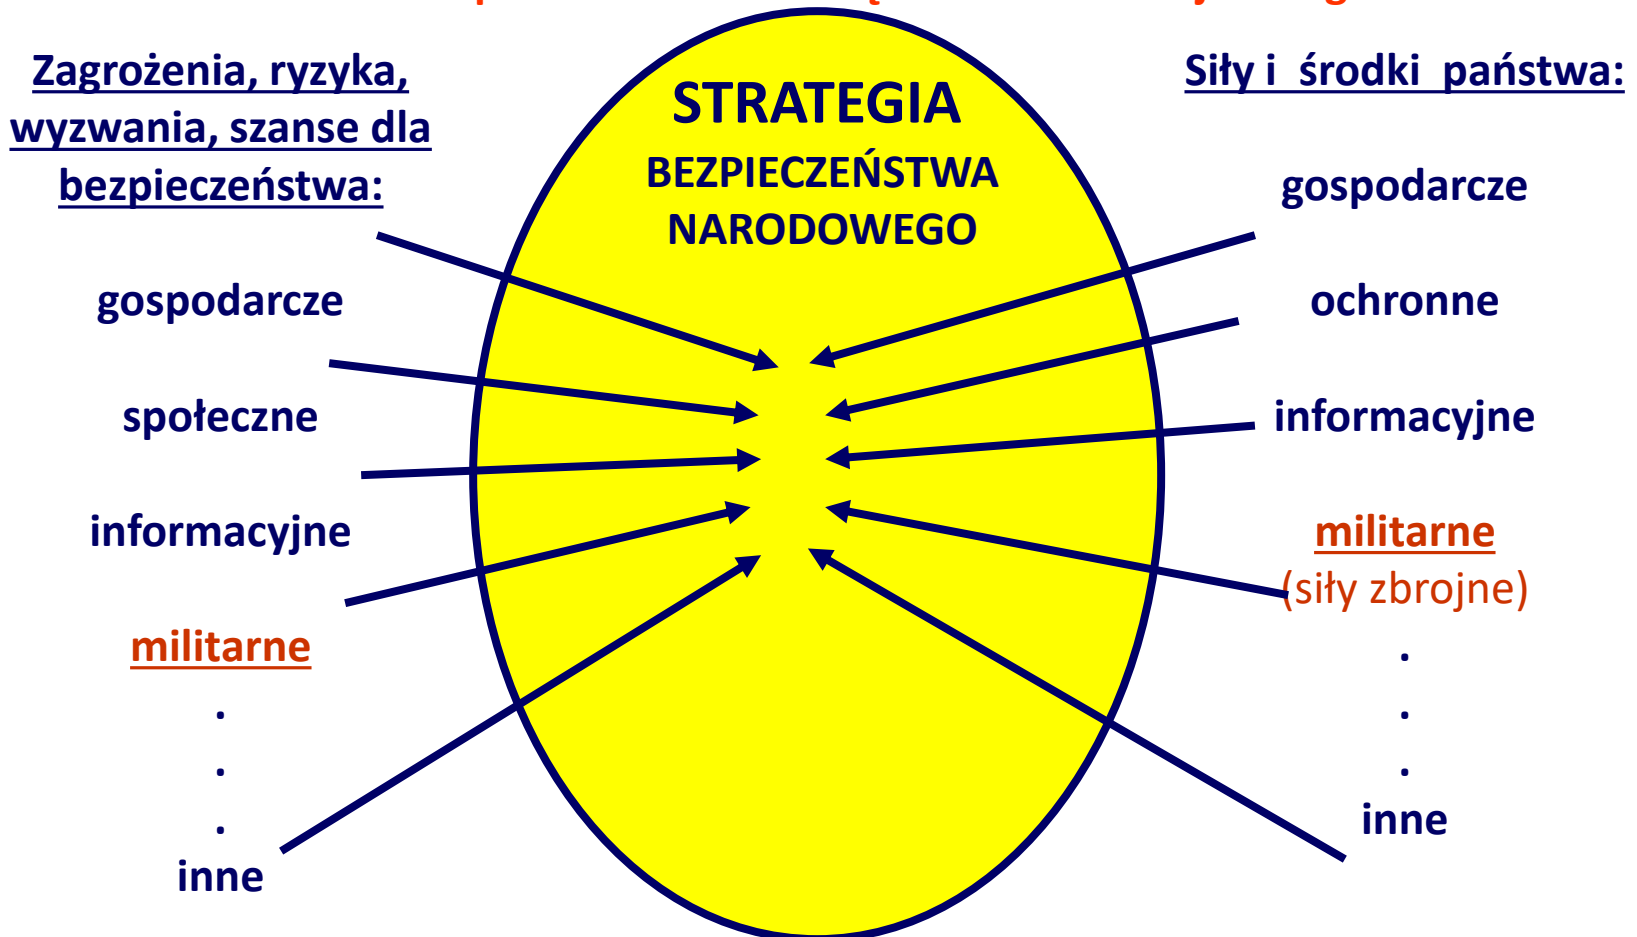 Zagrożenia, ryzyka,
wyzwania, szanse dla
bezpieczeństwa:
gospodarcze
społeczne
informacyjne
militarne
.
.
.
inne
STRATEGIA
BEZPIECZEŃSTWA
NARODOWEGO
Siły i środki państwa:
gospodarcze
ochronne
informacyjne
militarne
(siły zbrojne)
.
.
.
inne